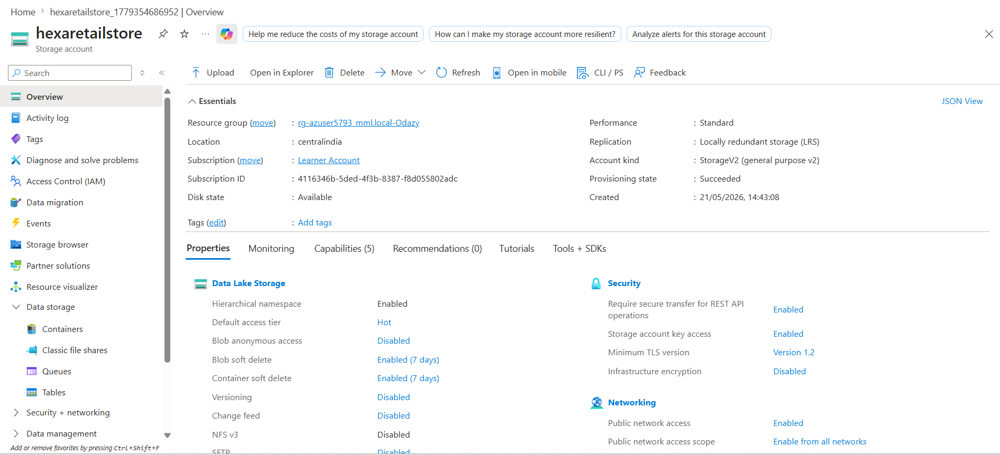 Home > hexaretailstore_1779354686952 | Overview
hexaretailstore
Storage account
Help me reduce the costs of my storage account
How can I make my storage account more resilient?
Analyze alerts for this storage account
Search
Overview
Activity log
Tags
Diagnose and solve problems
Access Control (IAM)
Data migration
Events
Storage browser
Partner solutions
Resource visualizer
Data storage
Containers
Classic file shares
Queues
Tables
Security + networking
Data management
Add or remove favorites by pressing Ctrl+Shift+F
Upload Open in Explorer Delete Move Refresh Open in mobile CLI / PS Feedback
Essentials
JSON View
Resource group (move) : rg-azuser5793_mml.local-Odazy
Location : centralindia
Subscription (move) : Learner Account
Subscription ID : 4116346b-5ded-4f3b-8387-f8d055802adc
Disk state : Available
Tags (edit) : Add tags
Performance : Standard
Replication : Locally redundant storage (LRS)
Account kind : StorageV2 (general purpose v2)
Provisioning state : Succeeded
Created : 21/05/2026, 14:43:08
Properties Monitoring Capabilities (5) Recommendations (0) Tutorials Tools + SDKs
Data Lake Storage
Hierarchical namespace Enabled
Default access tier Hot
Blob anonymous access Disabled
Blob soft delete Enabled (7 days)
Container soft delete Enabled (7 days)
Versioning Disabled
Change feed Disabled
NFS v3 Disabled
SFTP Disabled
Security
Require secure transfer for REST API
operations Enabled
Storage account key access Enabled
Minimum TLS version Version 1.2
Infrastructure encryption Disabled
Networking
Public network access Enabled
Public network access scope Enable from all networks